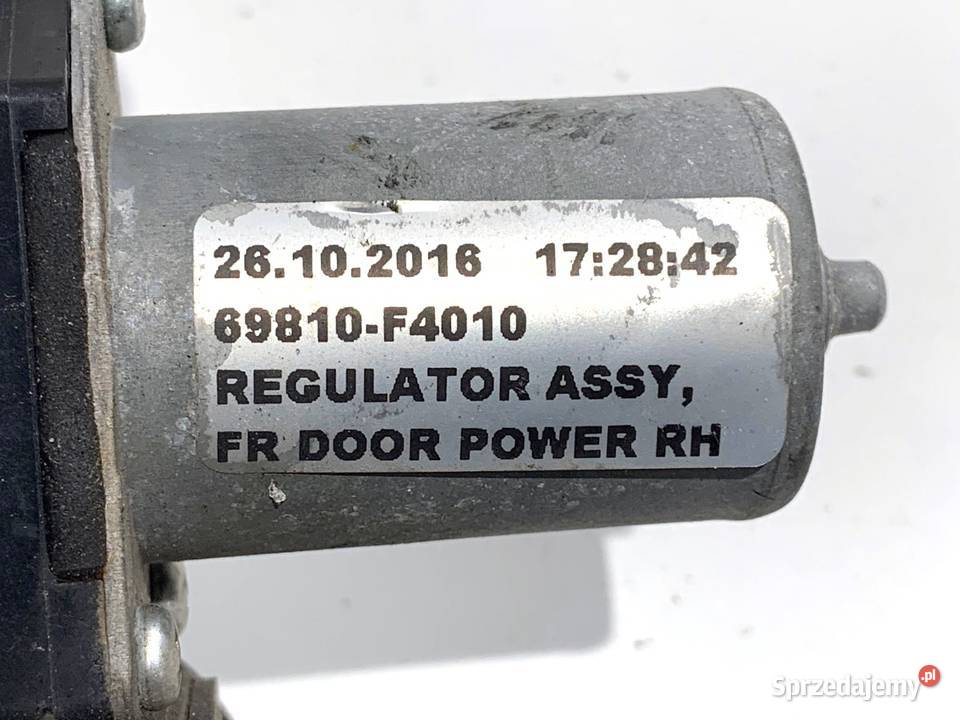 26.10.2016 17:28:42
69810-F4010
REGULATOR ASSY,
FR DOOR POWER RH
Sprzedajemy.pl